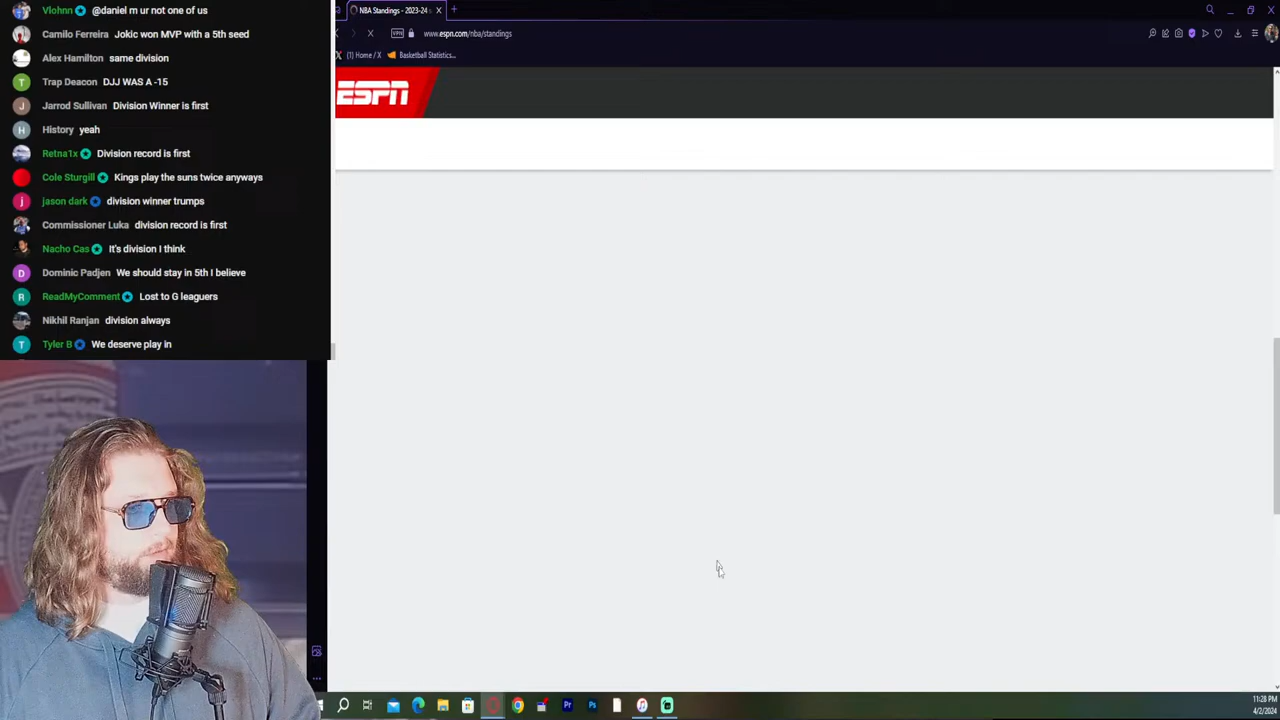 Vlohnn @daniel m ur not one of us
Camilo Ferreira Jokic won MVP with a 5th seed
Alex Hamilton same division
T Trap Deacon DJJ WAS A -15
J Jarrod Sullivan Division Winner is first
H History yeah
Retna1x Division record is first
Cole Sturgill Kings play the suns twice anyways
j jason dark division winner trumps
Commissioner Luka division record is first
Nacho Cas It's division I think
D Dominic Padjen We should stay in 5th I believe
R ReadMyComment Lost to G leaguers
Nikhil Ranjan division always
T Tyler B We deserve play in
NBA Standings - 2023-24
VPN www.espn.com/nba/standings
(1) Home / X Basketball Statistics...
ESPN
Pr Ps
11:28 PM
4/2/2024